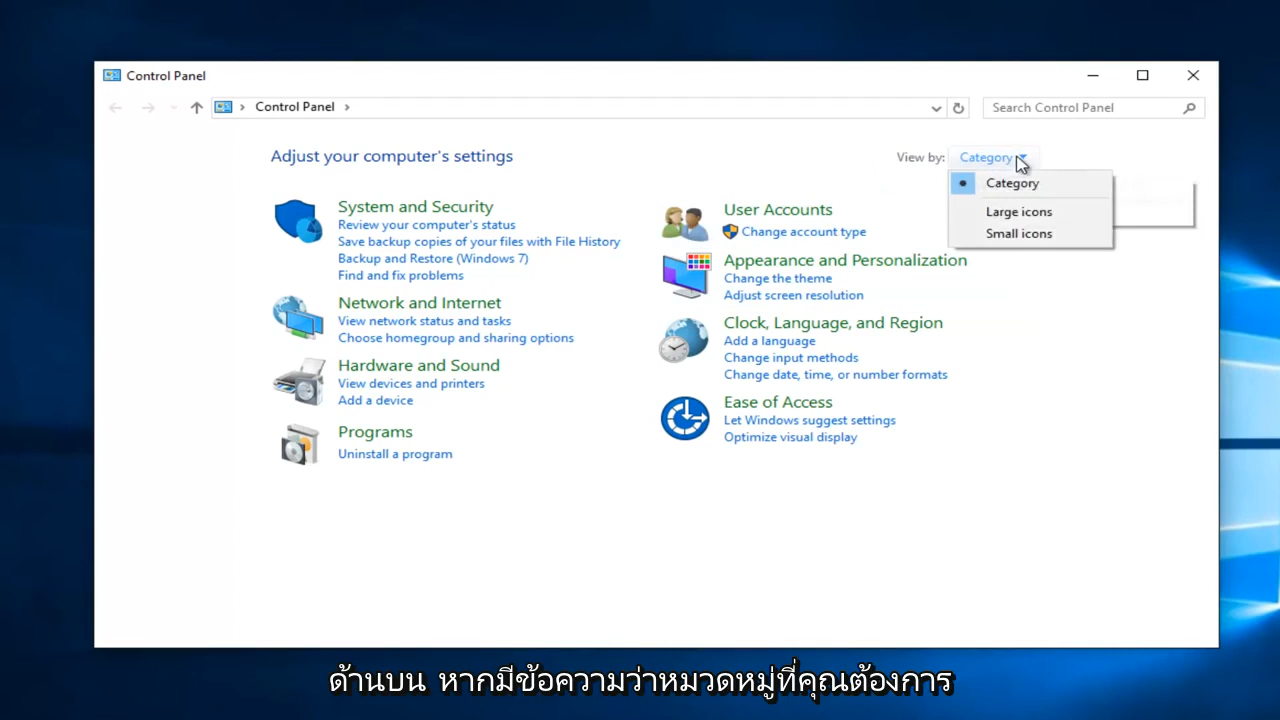 Control Panel
Control Panel
Search Control Panel
Adjust your computer's settings
View by:
Category
Category
Large icons
Small icons
System and Security
Review your computer's status
Save backup copies of your files with File History
Backup and Restore (Windows 7)
Find and fix problems
Network and Internet
View network status and tasks
Choose homegroup and sharing options
Hardware and Sound
View devices and printers
Add a device
Programs
Uninstall a program
User Accounts
Change account type
Appearance and Personalization
Change the theme
Adjust screen resolution
Clock, Language, and Region
Add a language
Change input methods
Change date, time, or number formats
Ease of Access
Let Windows suggest settings
Optimize visual display
ด้านบน หากมีข้อความว่าหมวดหมู่ที่คุณต้องการ